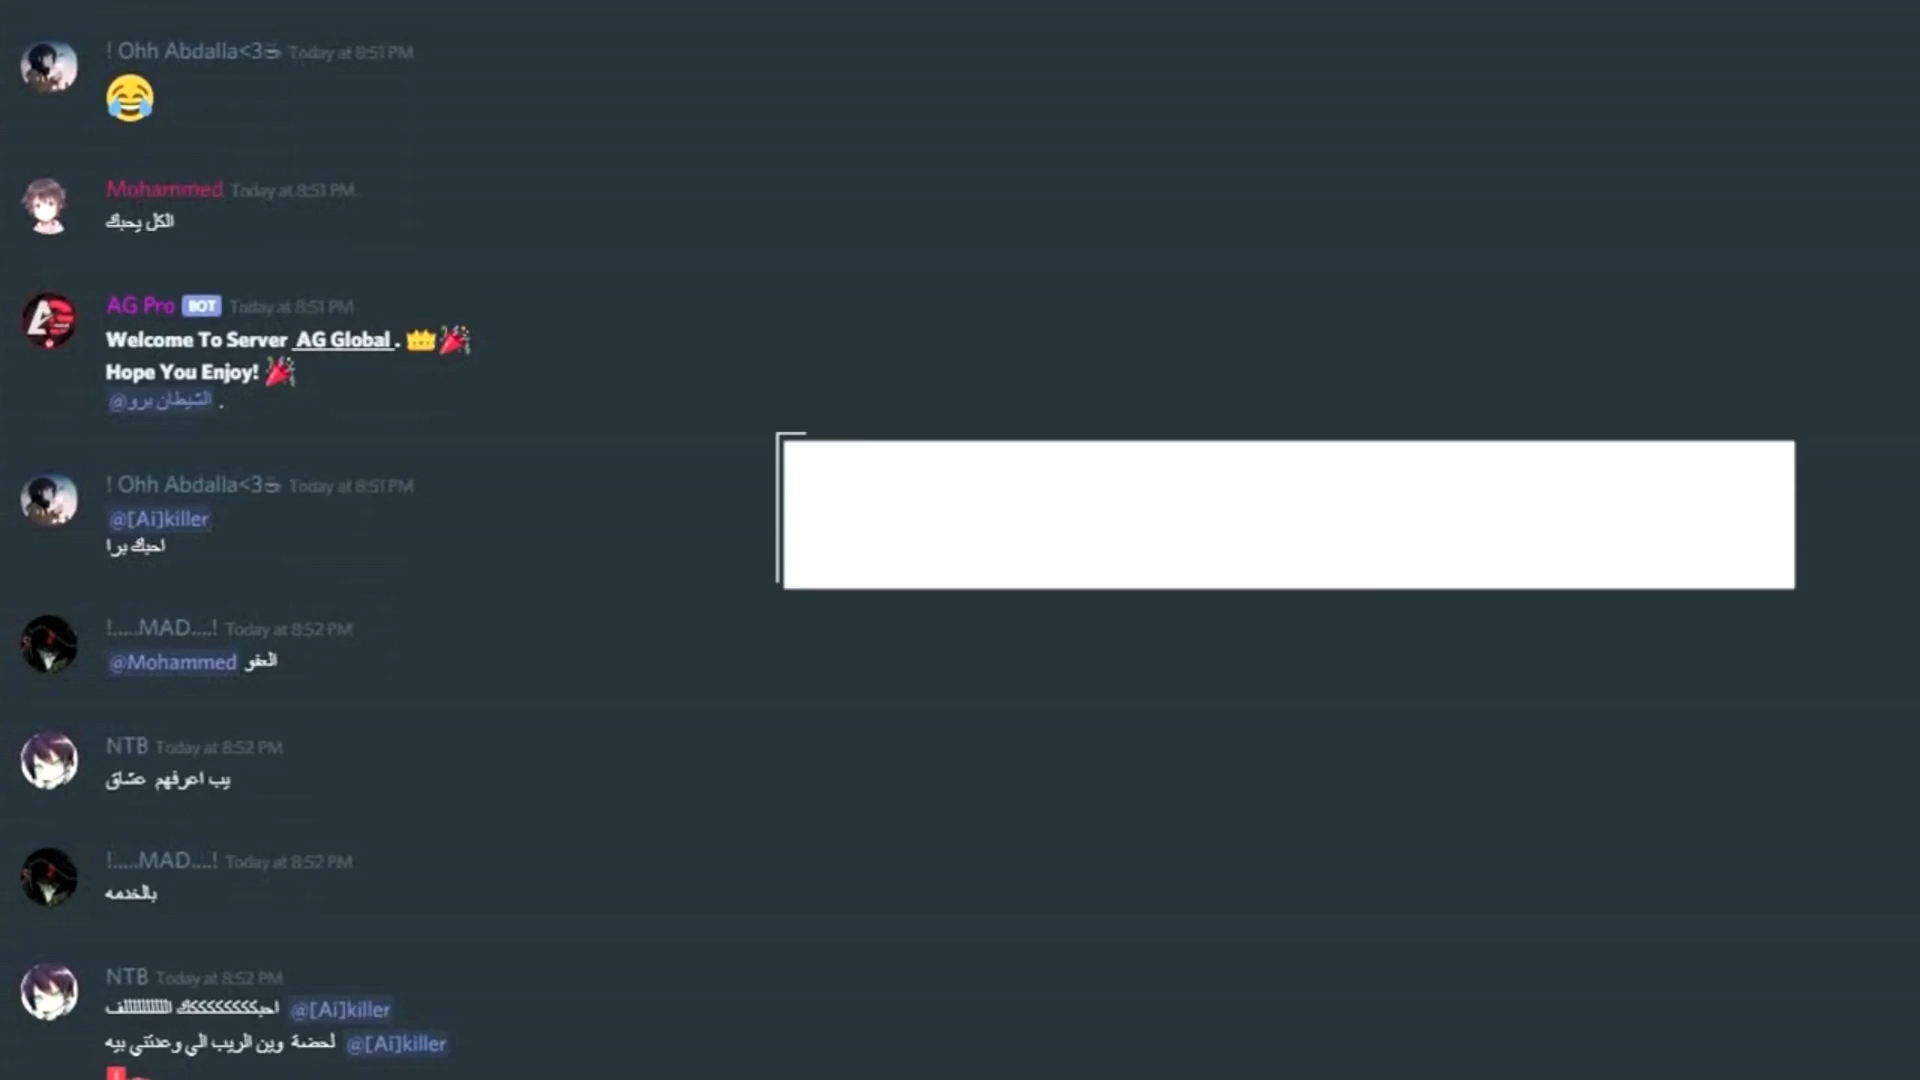 ! Ohh Abdalla<3☕ Today at 8:51 PM
😂
Mohammed Today at 8:51 PM
الكل يحبك
AG Pro BOT Today at 8:51 PM
Welcome To Server AG Global . 👑🎉
Hope You Enjoy! 🎉
@الشيطان برو .
! Ohh Abdalla<3☕ Today at 8:51 PM
@[Ai]killer
احبك برا
!.....MAD....! Today at 8:52 PM
@Mohammed العفو
NTB Today at 8:52 PM
يب اعرفهم عشاق
!.....MAD....! Today at 8:52 PM
بالخدمه
NTB Today at 8:52 PM
@[Ai]killer
@[Ai]killer لحضة وين الريب الي وعدتني بيه